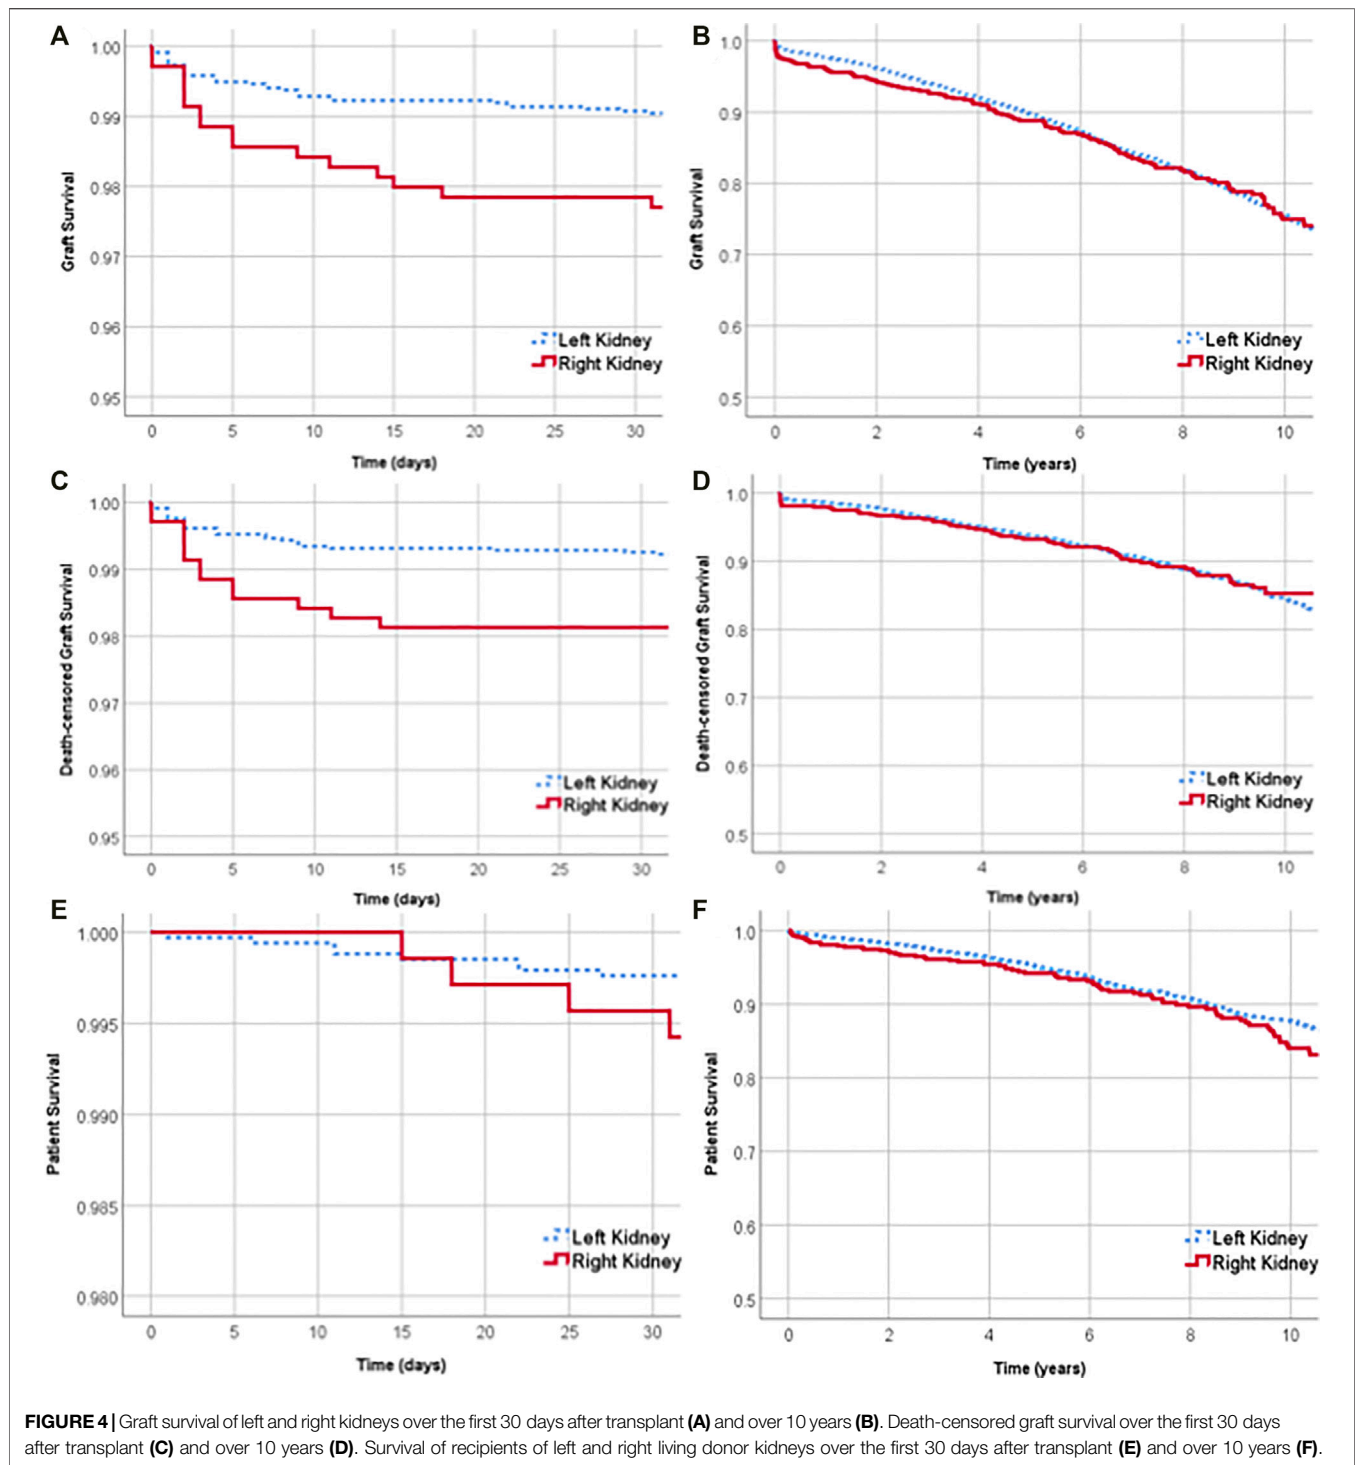 A
1.00
0.99
0.98
0.97
0.96
0.95
Graft Survival
Left Kidney
Right Kidney
0 5 10 15 20 25 30
Time (days)
B
1.0
0.9
0.8
0.7
0.6
0.5
Graft Survival
Left Kidney
Right Kidney
0 2 4 6 8 10
Time (years)
C
1.00
0.99
0.98
0.97
0.96
0.95
Death-censored Graft Survival
Left Kidney
Right Kidney
0 5 10 15 20 25 30
Time (days)
D
1.0
0.9
0.8
0.7
0.6
0.5
Death-censored Graft Survival
Left Kidney
Right Kidney
0 2 4 6 8 10
Time (years)
E
1.000
0.995
0.990
0.985
0.980
Patient Survival
Left Kidney
Right Kidney
0 5 10 15 20 25 30
Time (days)
F
1.0
0.9
0.8
0.7
0.6
0.5
Patient Survival
Left Kidney
Right Kidney
0 2 4 6 8 10
Time (years)
FIGURE 4 | Graft survival of left and right kidneys over the first 30 days after transplant (A) and over 10 years (B). Death-censored graft survival over the first 30 days
after transplant (C) and over 10 years (D). Survival of recipients of left and right living donor kidneys over the first 30 days after transplant (E) and over 10 years (F).